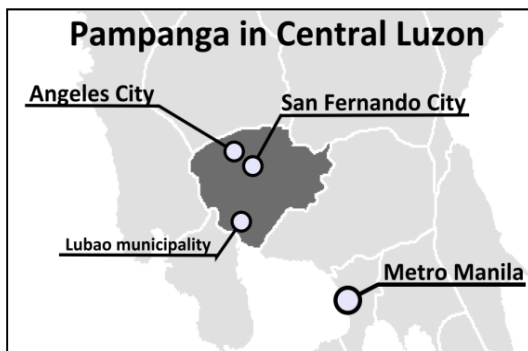 Pampanga in Central Luzon
Angeles City
San Fernando City
Lubao municipality
Metro Manila